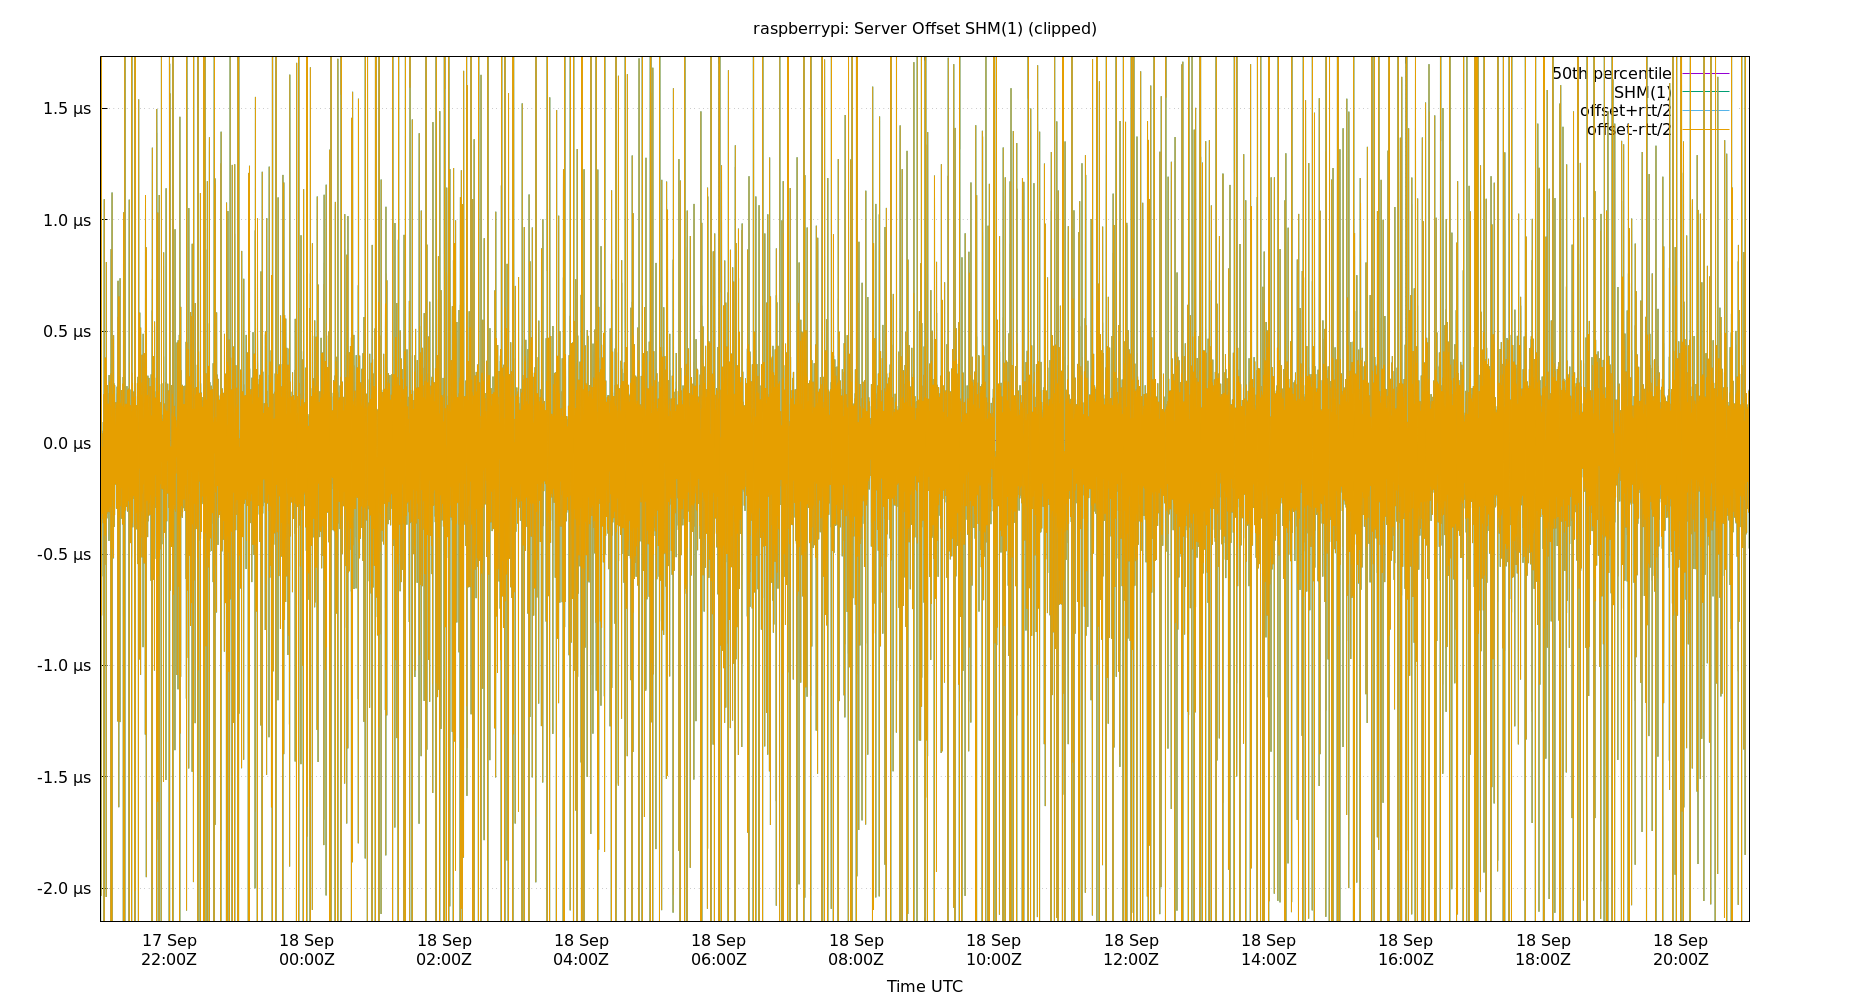 raspberrypi: Server Offset SHM(1) (clipped)
50th percentile
SHM(1)
offset+rtt/2
offset-rtt/2
1.5 µs
1.0 µs
0.5 µs
0.0 µs
-0.5 µs
-1.0 µs
-1.5 µs
-2.0 µs
17 Sep 18 Sep 18 Sep 18 Sep 18 Sep 18 Sep 18 Sep 18 Sep 18 Sep 18 Sep 18 Sep 18 Sep
22:00Z 00:00Z 02:00Z 04:00Z 06:00Z 08:00Z 10:00Z 12:00Z 14:00Z 16:00Z 18:00Z 20:00Z
Time UTC